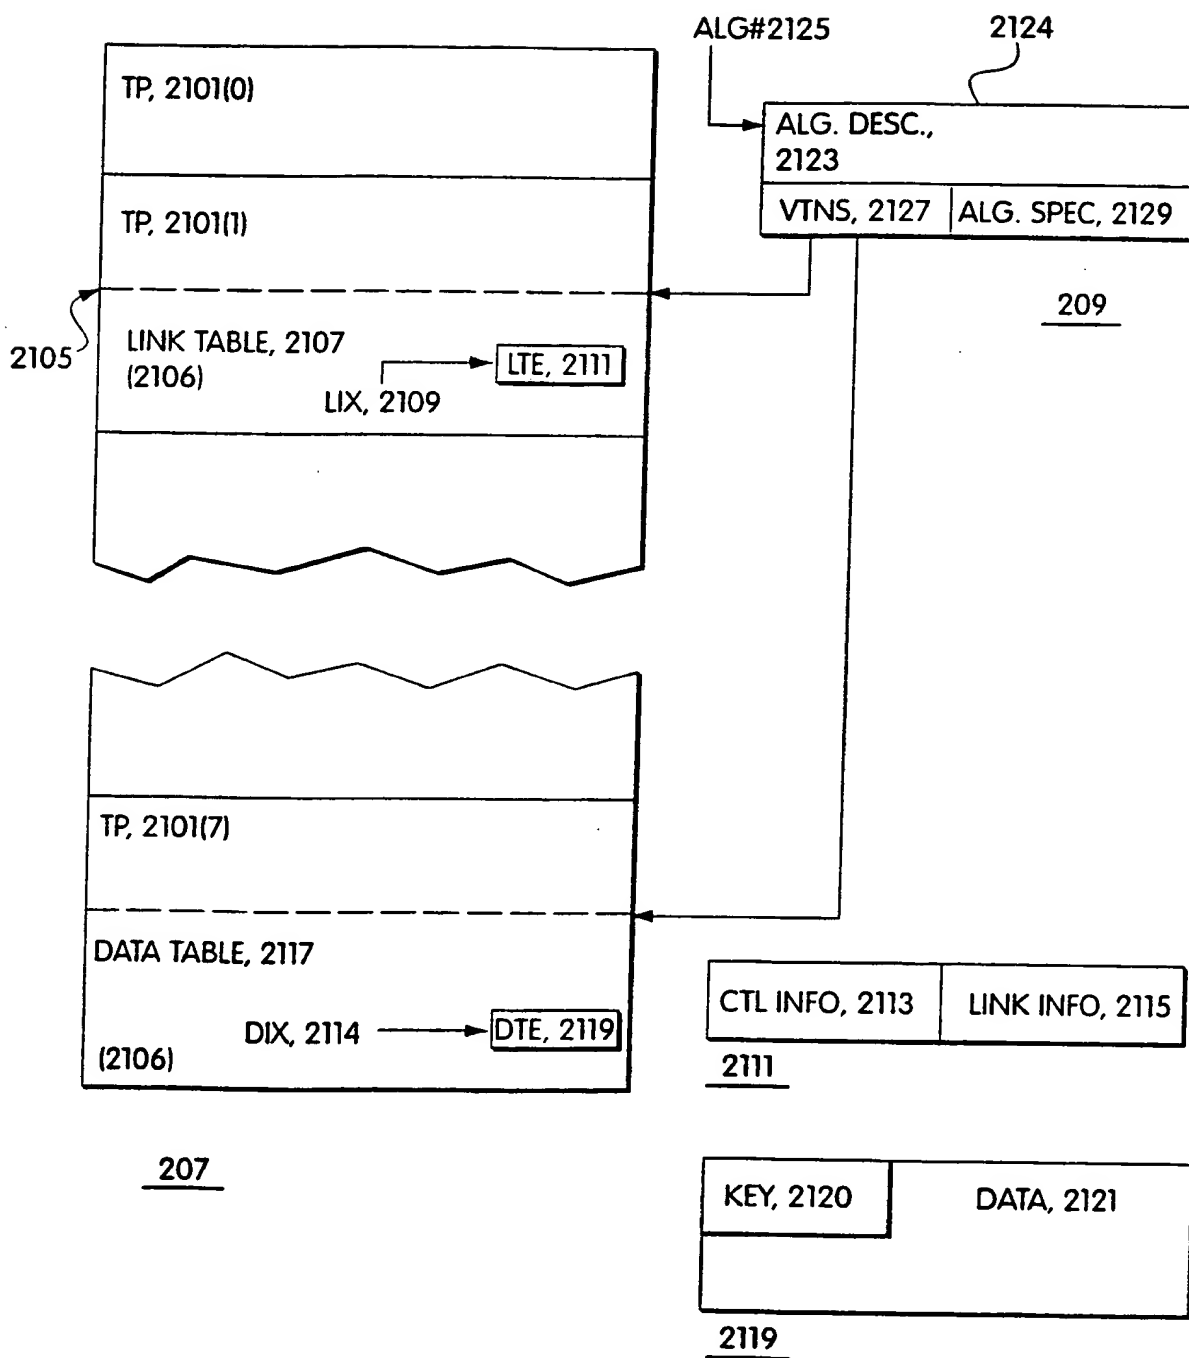 ALG#2125
2124
TP, 2101(0)
ALG. DESC.,
2123
VTNS, 2127
ALG. SPEC, 2129
TP, 2101(1)
209
2105
LINK TABLE, 2107
(2106)
LTE, 2111
LIX, 2109
TP, 2101(7)
DATA TABLE, 2117
DIX, 2114
DTE, 2119
(2106)
CTL INFO, 2113
LINK INFO, 2115
2111
207
KEY, 2120
DATA, 2121
2119